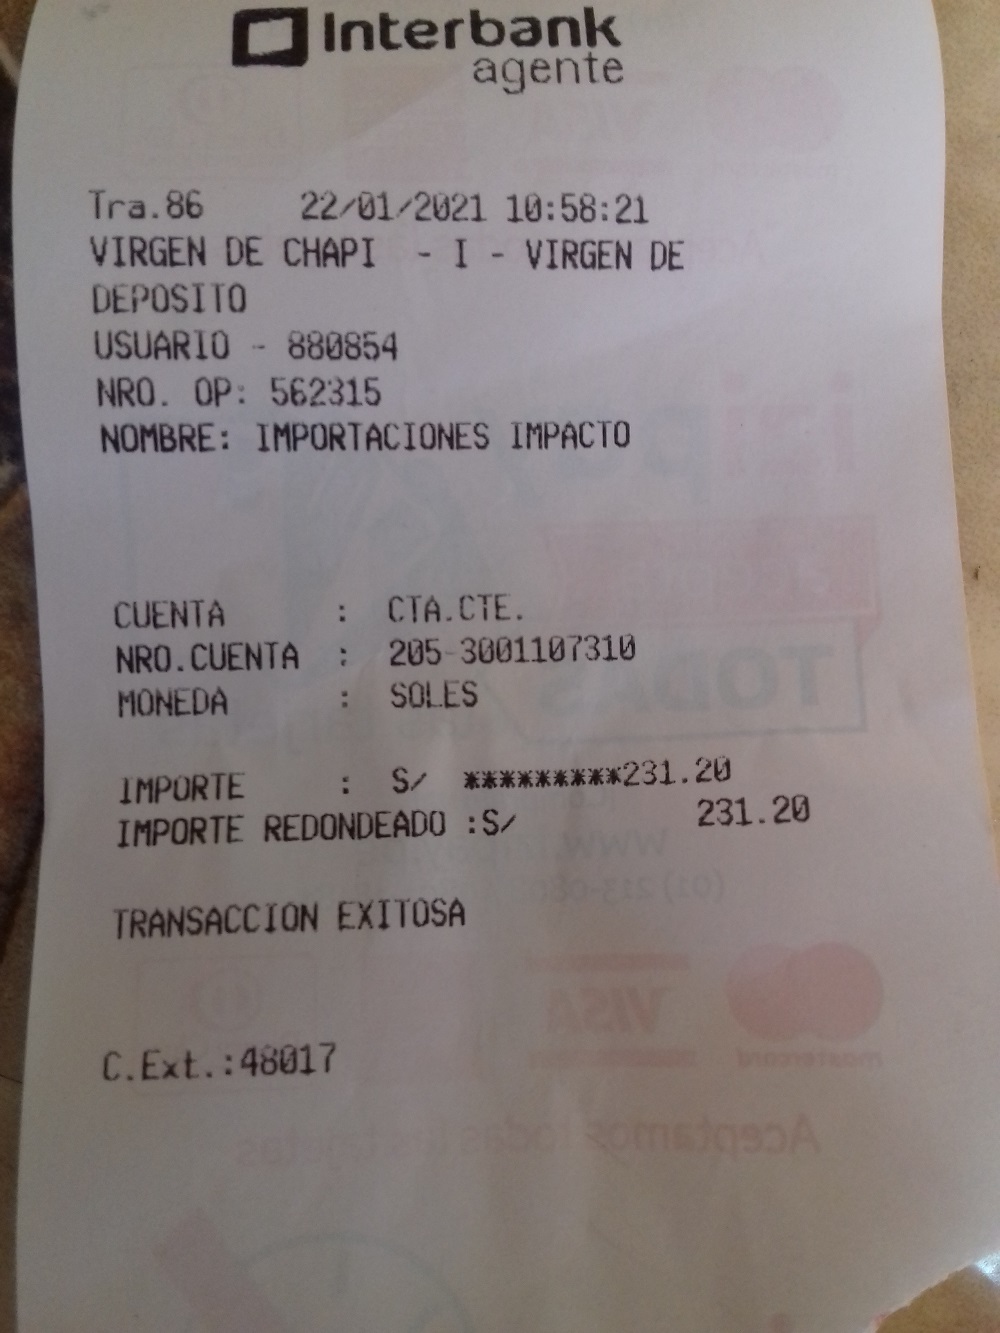 Interbank
agente
Tra.86 22/01/2021 10:58:21
VIRGEN DE CHAPI - I - VIRGEN DE
DEPOSITO
USUARIO - 880854
NRO. OP: 562315
NOMBRE: IMPORTACIONES IMPACTO
CUENTA : CTA.CTE.
NRO.CUENTA : 205-3001107310
MONEDA : SOLES
IMPORTE : S/ *********231.20
IMPORTE REDONDEADO :S/ 231.20
TRANSACCION EXITOSA
C.Ext.:48017